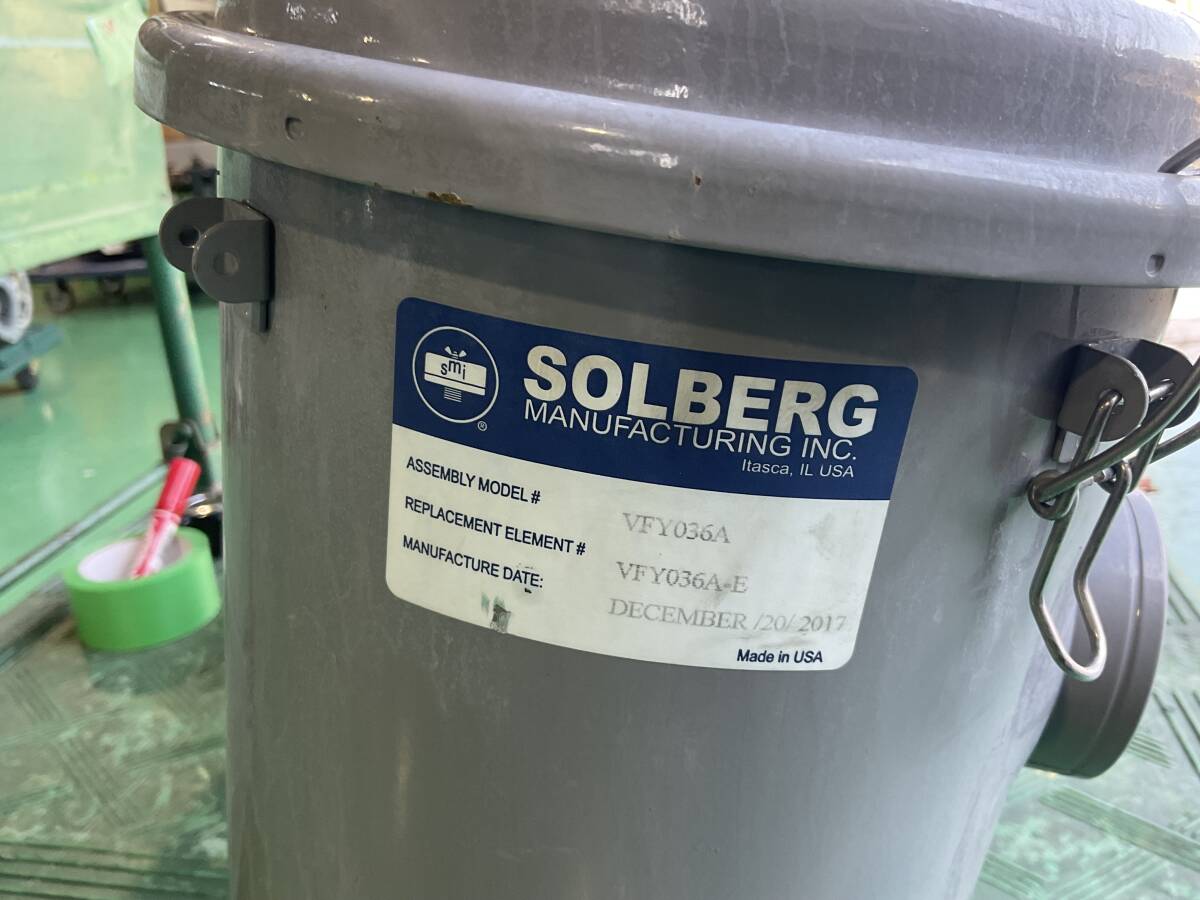 smi
®
SOLBERG
MANUFACTURING INC.
Itasca, IL USA
ASSEMBLY MODEL # VFY036A
REPLACEMENT ELEMENT # VFY036A-E
MANUFACTURE DATE: DECEMBER /20/ 2017
Made in USA